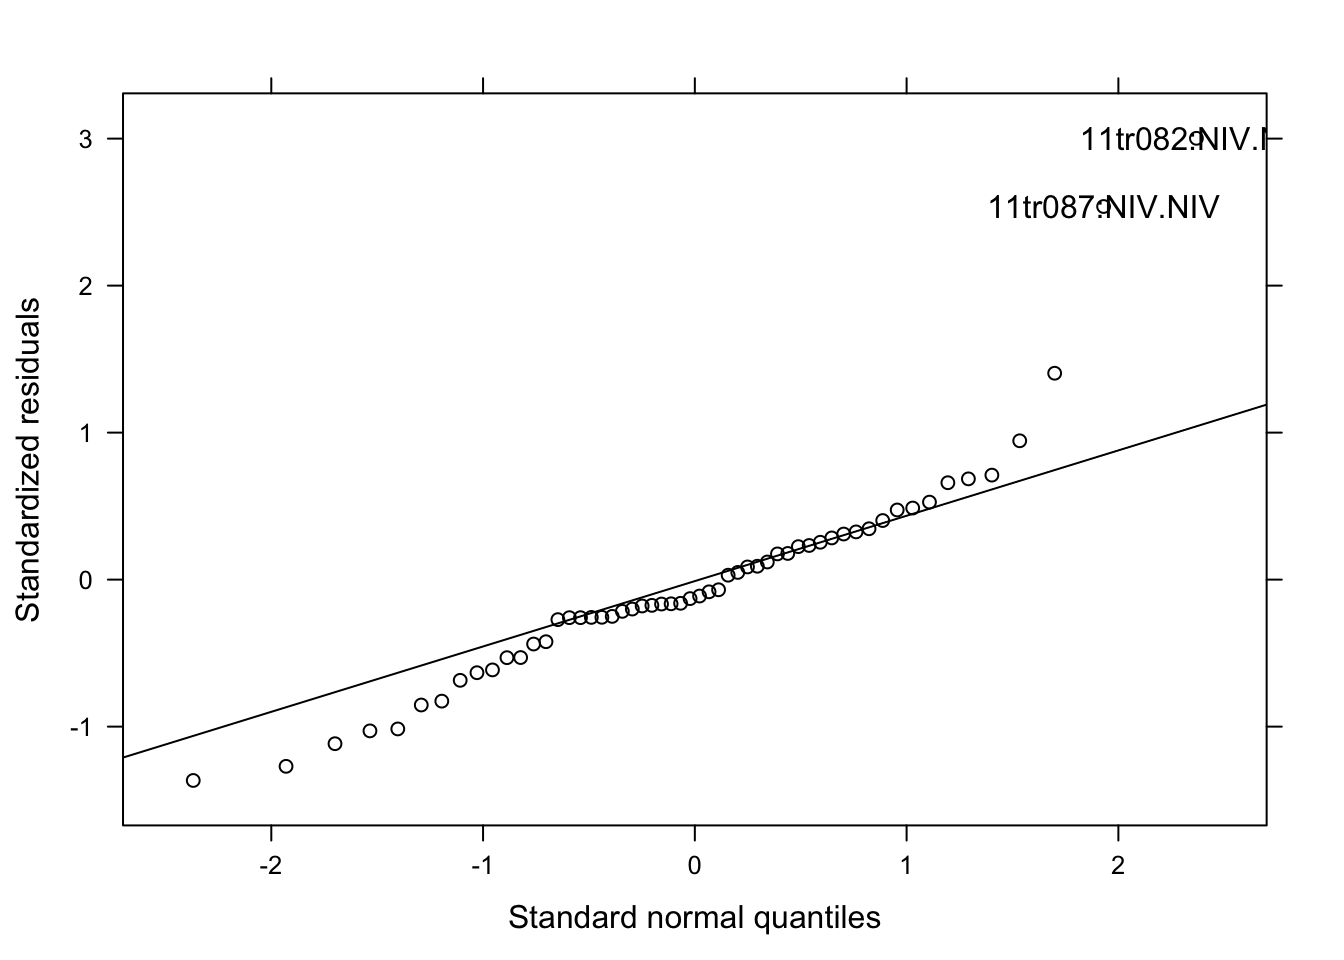 3
11tr082.NIV.N
11tr087.NIV.NIV
2
1
0
-1
Standardized residuals
-2 -1 0 1 2
Standard normal quantiles